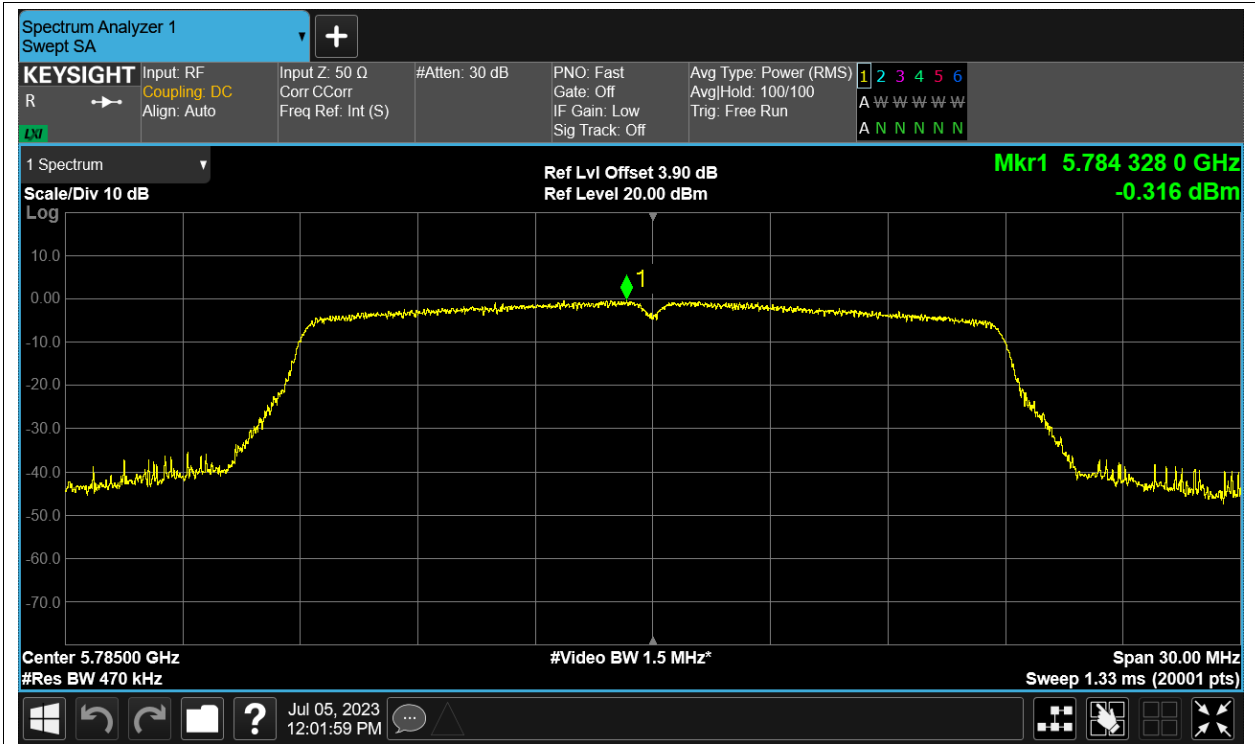 Spectrum Analyzer 1
Swept SA
KEYSIGHT
R
LXI
Input: RF
Coupling: DC
Align: Auto
Input Z: 50 Ω
Corr CCorr
Freq Ref: Int (S)
#Atten: 30 dB
PNO: Fast
Gate: Off
IF Gain: Low
Sig Track: Off
Avg Type: Power (RMS)
Avg|Hold: 100/100
Trig: Free Run
1 2 3 4 5 6
A W W W W W
A N N N N N
1 Spectrum
Scale/Div 10 dB
Ref Lvl Offset 3.90 dB
Ref Level 20.00 dBm
Mkr1 5.784 328 0 GHz
-0.316 dBm
Log
10.0
0.00
-10.0
-20.0
-30.0
-40.0
-50.0
-60.0
-70.0
1
Center 5.78500 GHz
#Res BW 470 kHz
#Video BW 1.5 MHz*
Span 30.00 MHz
Sweep 1.33 ms (20001 pts)
?
Jul 05, 2023
12:01:59 PM